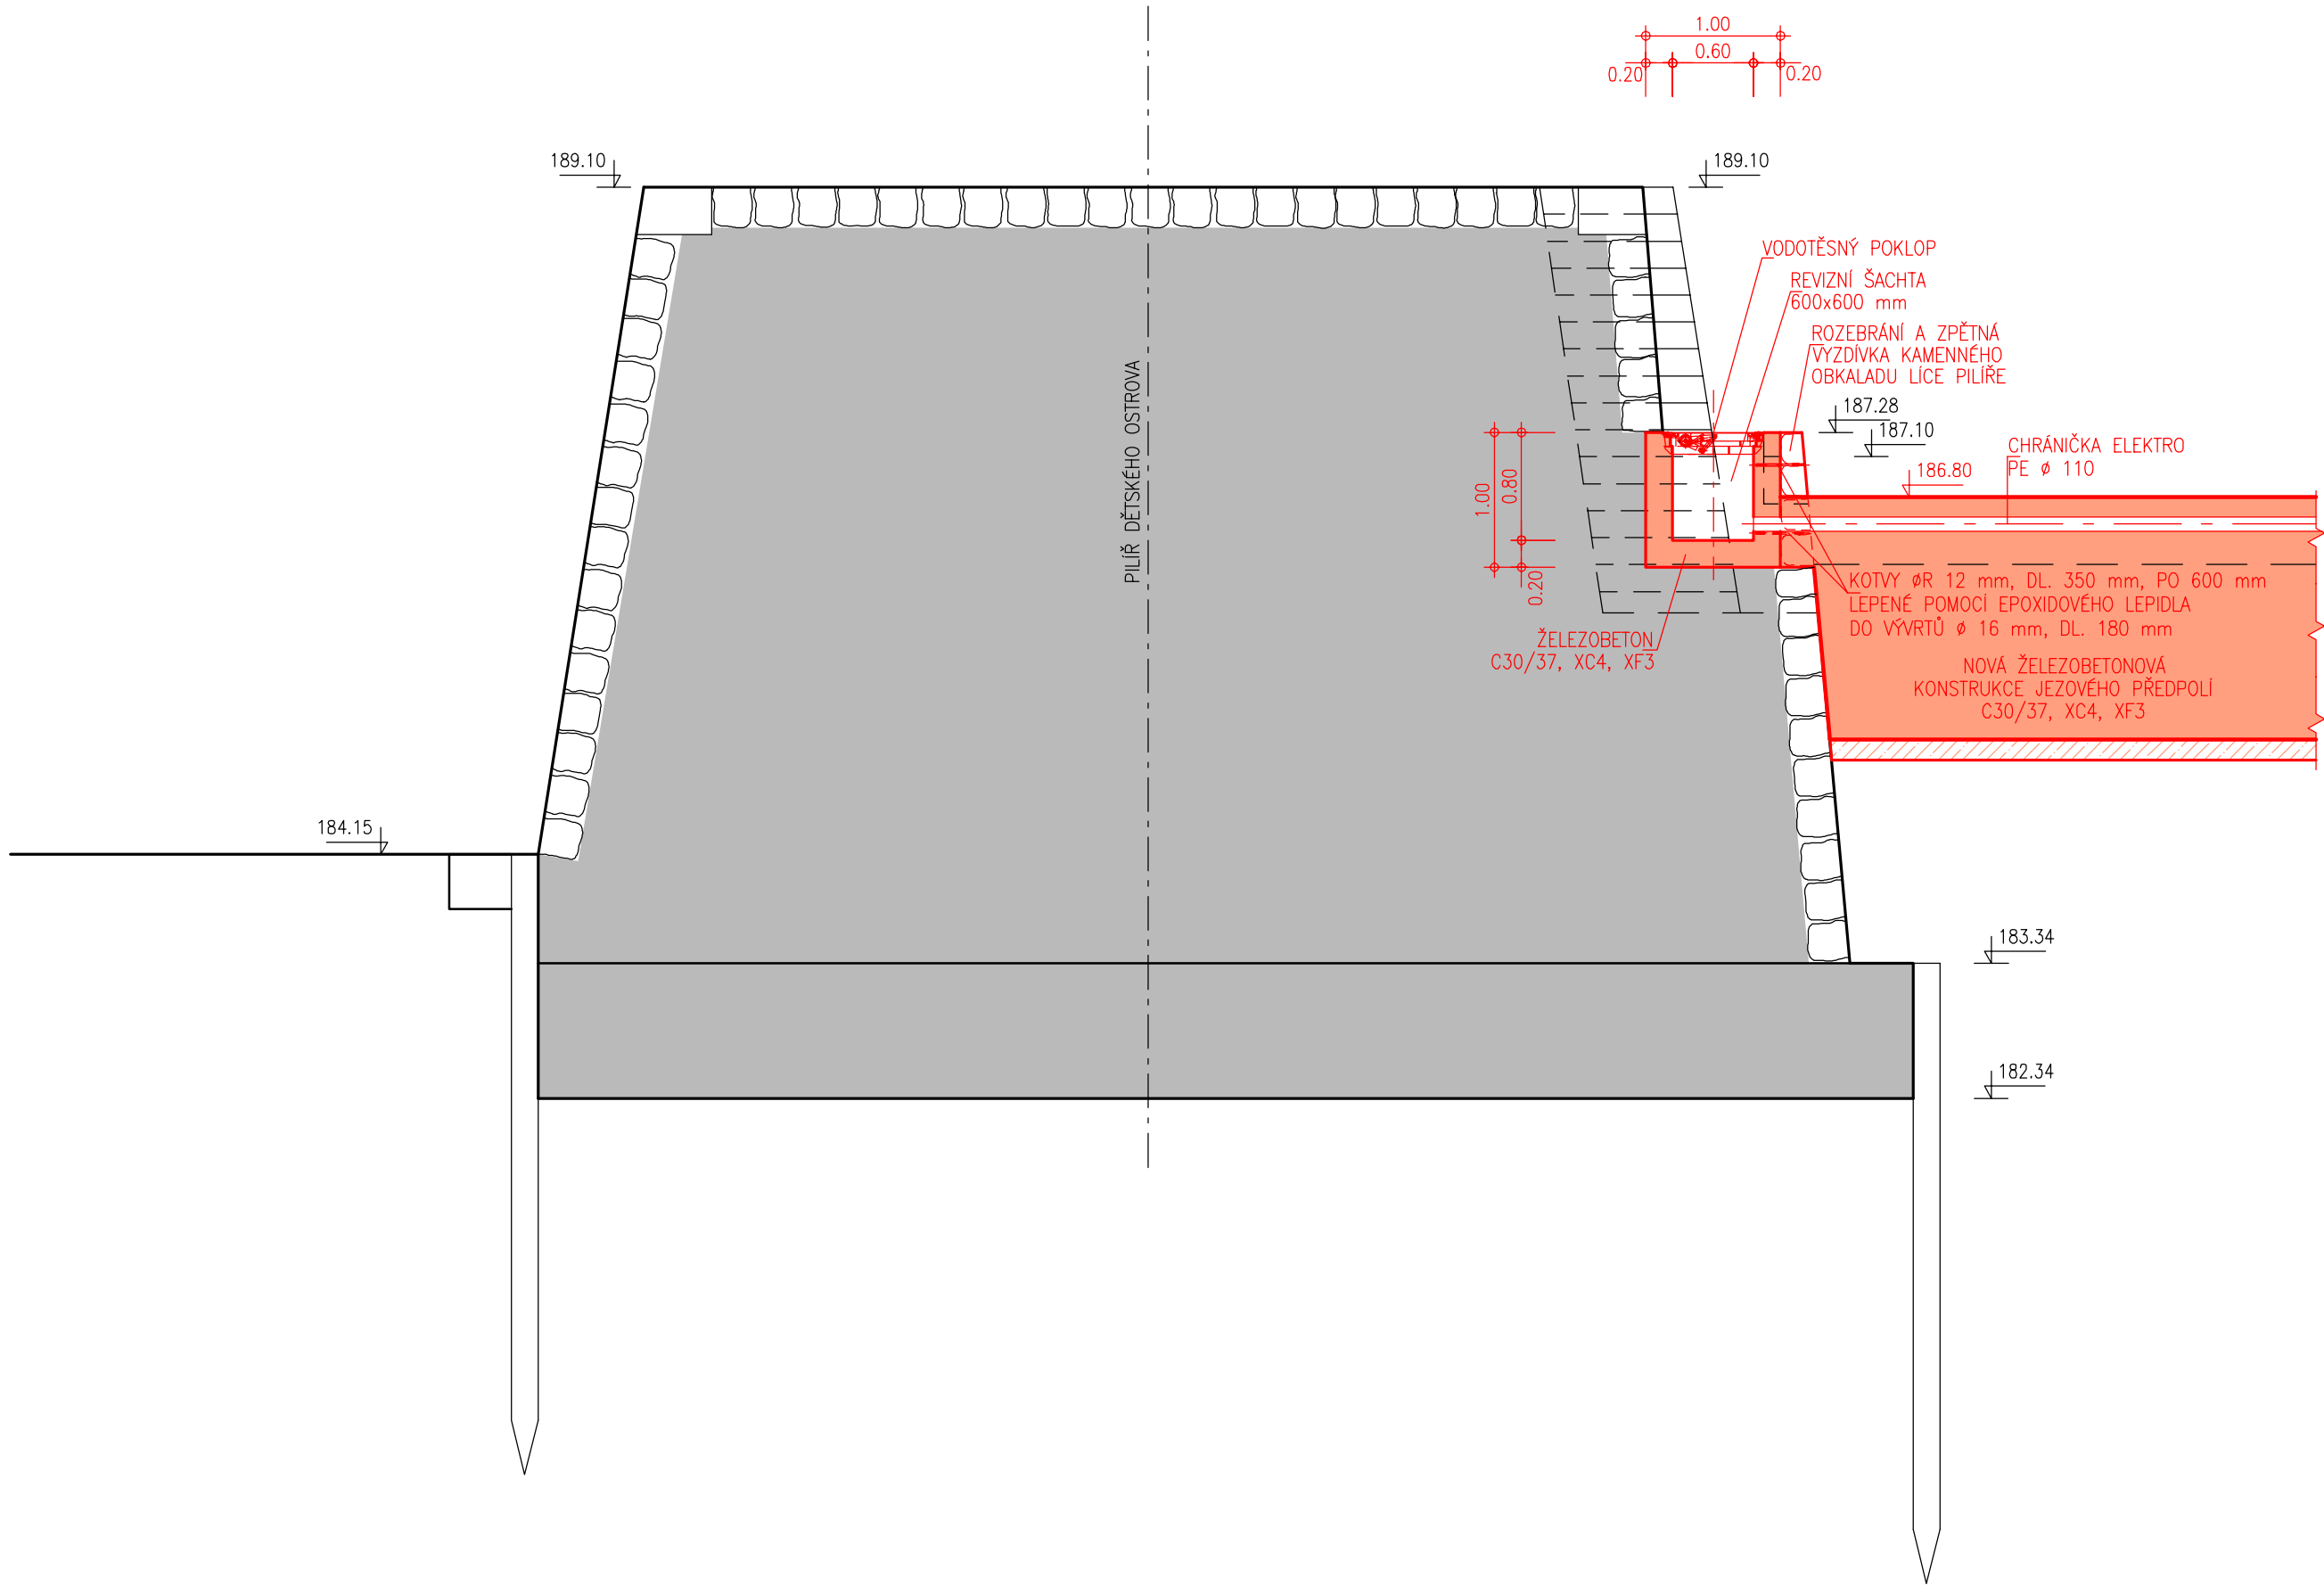 1.00
0.60
0.20
0.20
189.10
189.10
VODOTĚSNÝ POKLOP
REVIZNÍ ŠACHTA
600x600 mm
ROZEBRÁNÍ A ZPĚTNÁ
VYZDÍVKA KAMENNÉHO
OBKALADU LÍCE PILÍŘE
187.28
187.10
CHRÁNIČKA ELEKTRO
PE ø 110
186.80
PILÍŘ DĚTSKÉHO OSTROVA
1.00
0.80
0.20
KOTVY øR 12 mm, DL. 350 mm, PO 600 mm
LEPENÉ POMOCÍ EPOXIDOVÉHO LEPIDLA
DO VÝVRTŮ ø 16 mm, DL. 180 mm
ŽELEZOBETON
C30/37, XC4, XF3
NOVÁ ŽELEZOBETONOVÁ
KONSTRUKCE JEZOVÉHO PŘEDPOLÍ
C30/37, XC4, XF3
184.15
183.34
182.34